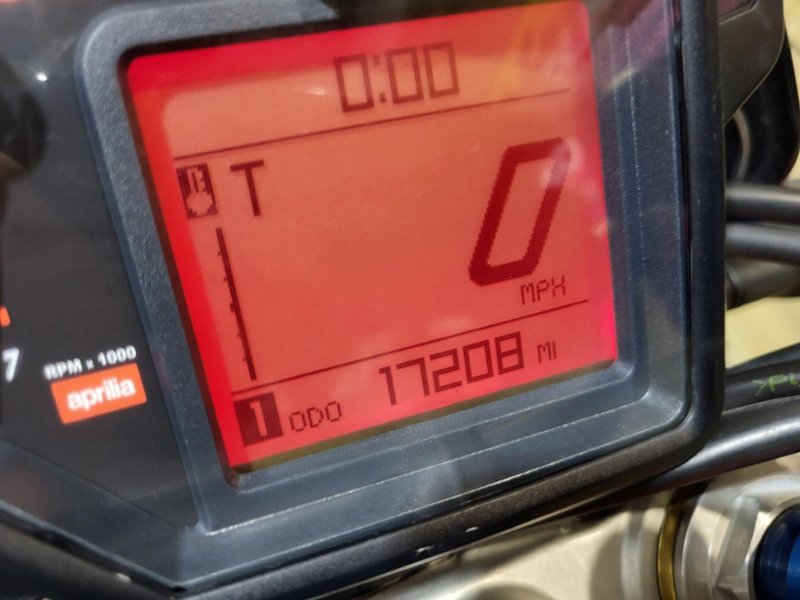 0:00
T
0
MPH
7
RPM x 1000
aprilia
1 ODO 17208 MI